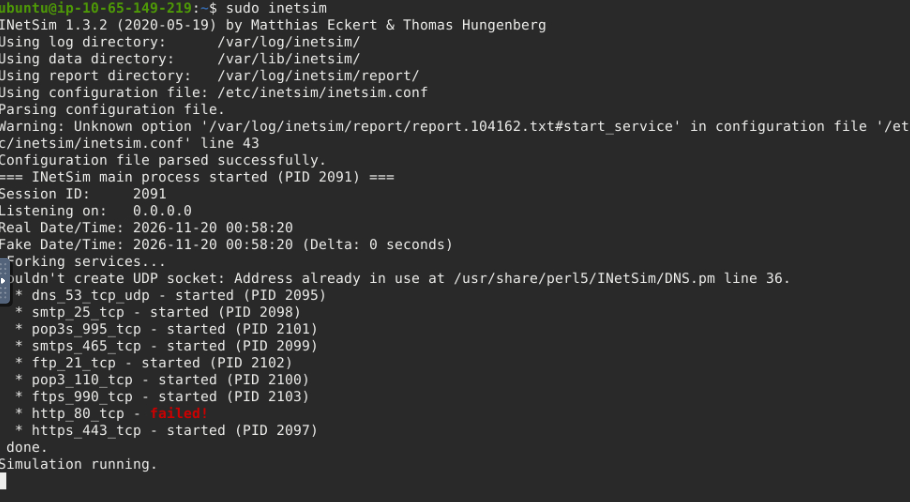 ubuntu@ip-10-65-149-219:~$ sudo inetsim
INetSim 1.3.2 (2020-05-19) by Matthias Eckert & Thomas Hungenberg
Using log directory:      /var/log/inetsim/
Using data directory:     /var/lib/inetsim/
Using report directory:   /var/log/inetsim/report/
Using configuration file: /etc/inetsim/inetsim.conf
Parsing configuration file.
Warning: Unknown option '/var/log/inetsim/report/report.104162.txt#start_service' in configuration file '/et
c/inetsim/inetsim.conf' line 43
Configuration file parsed successfully.
=== INetSim main process started (PID 2091) ===
Session ID:     2091
Listening on:   0.0.0.0
Real Date/Time: 2026-11-20 00:58:20
Fake Date/Time: 2026-11-20 00:58:20 (Delta: 0 seconds)
Forking services...
ouldn't create UDP socket: Address already in use at /usr/share/perl5/INetSim/DNS.pm line 36.
* dns_53_tcp_udp - started (PID 2095)
* smtp_25_tcp - started (PID 2098)
* pop3s_995_tcp - started (PID 2101)
* smtps_465_tcp - started (PID 2099)
* ftp_21_tcp - started (PID 2102)
* pop3_110_tcp - started (PID 2100)
* ftps_990_tcp - started (PID 2103)
* http_80_tcp - failed!
* https_443_tcp - started (PID 2097)
done.
Simulation running.